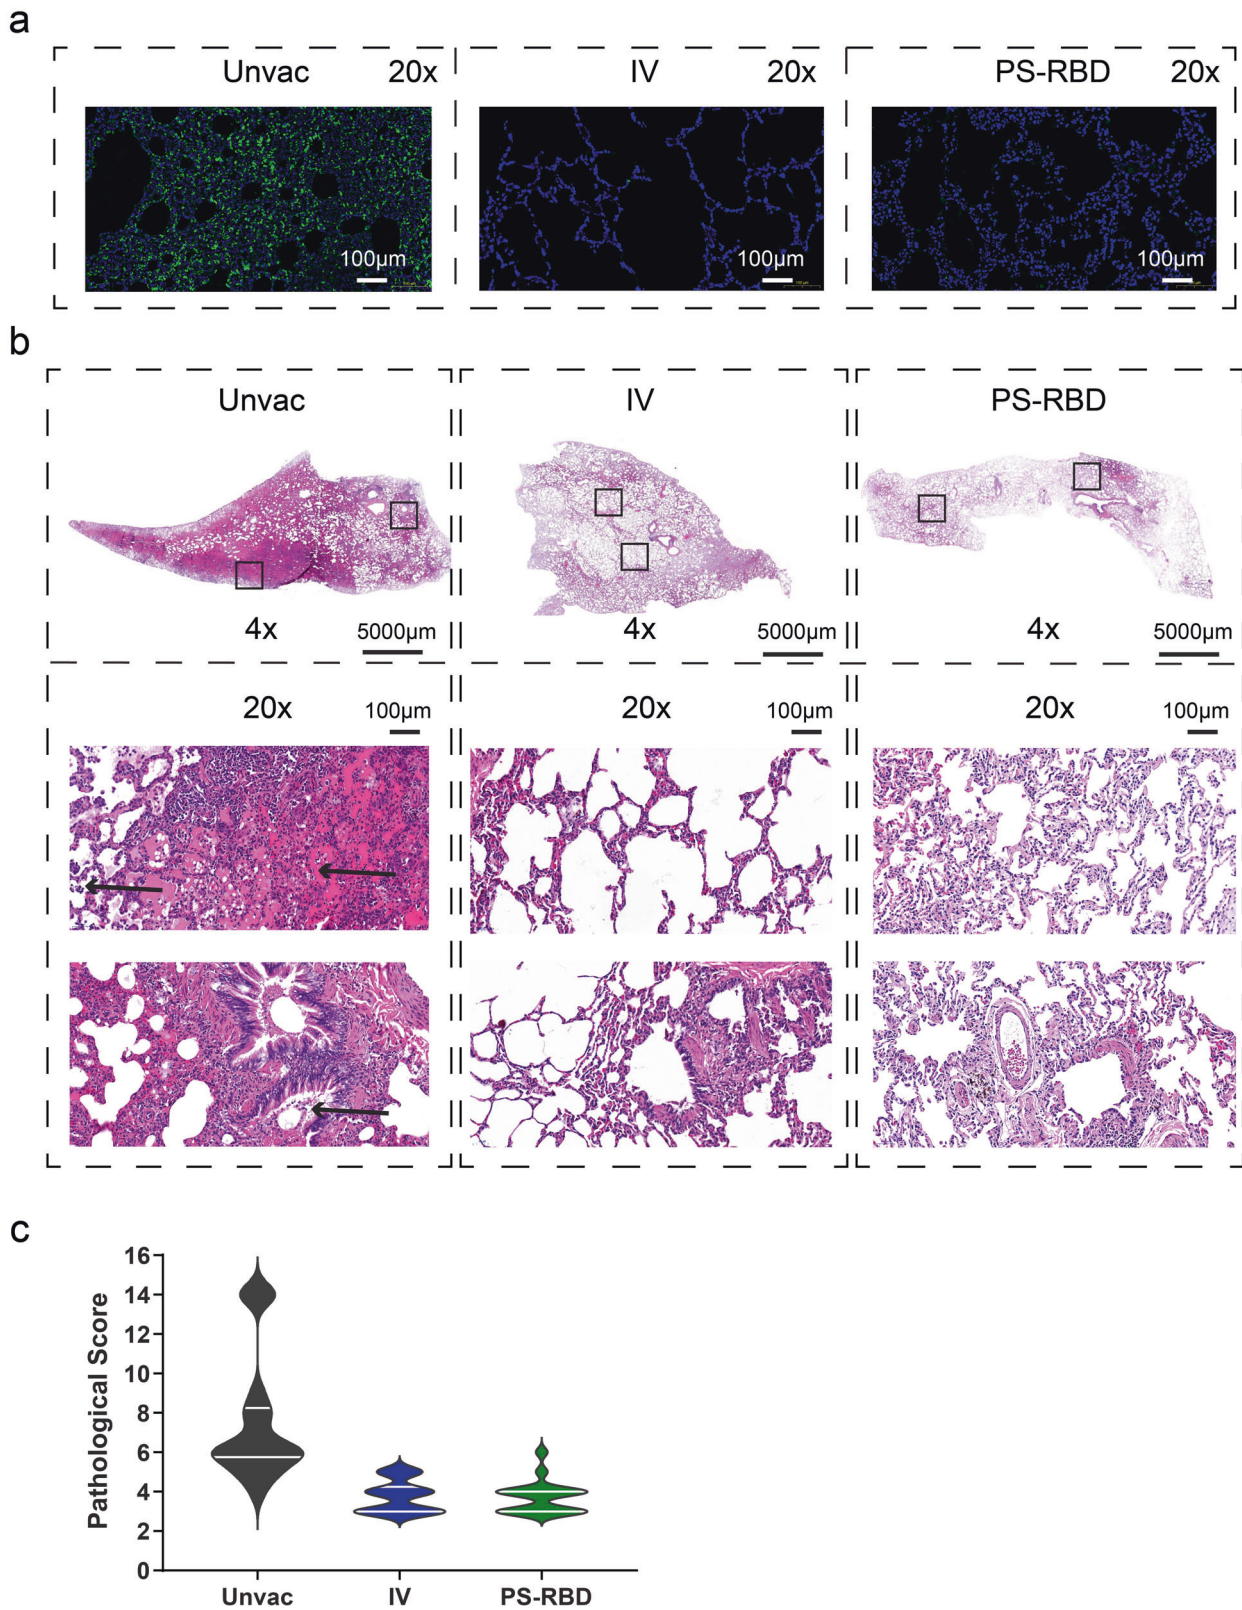 a
Unvac 20x IV 20x PS-RBD 20x
100µm 100µm 100µm
b
Unvac IV PS-RBD
4x 5000µm 4x 5000µm 4x 5000µm
20x 100µm 20x 100µm 20x 100µm
c
Pathological Score
16
14
12
10
8
6
4
2
0
Unvac IV PS-RBD